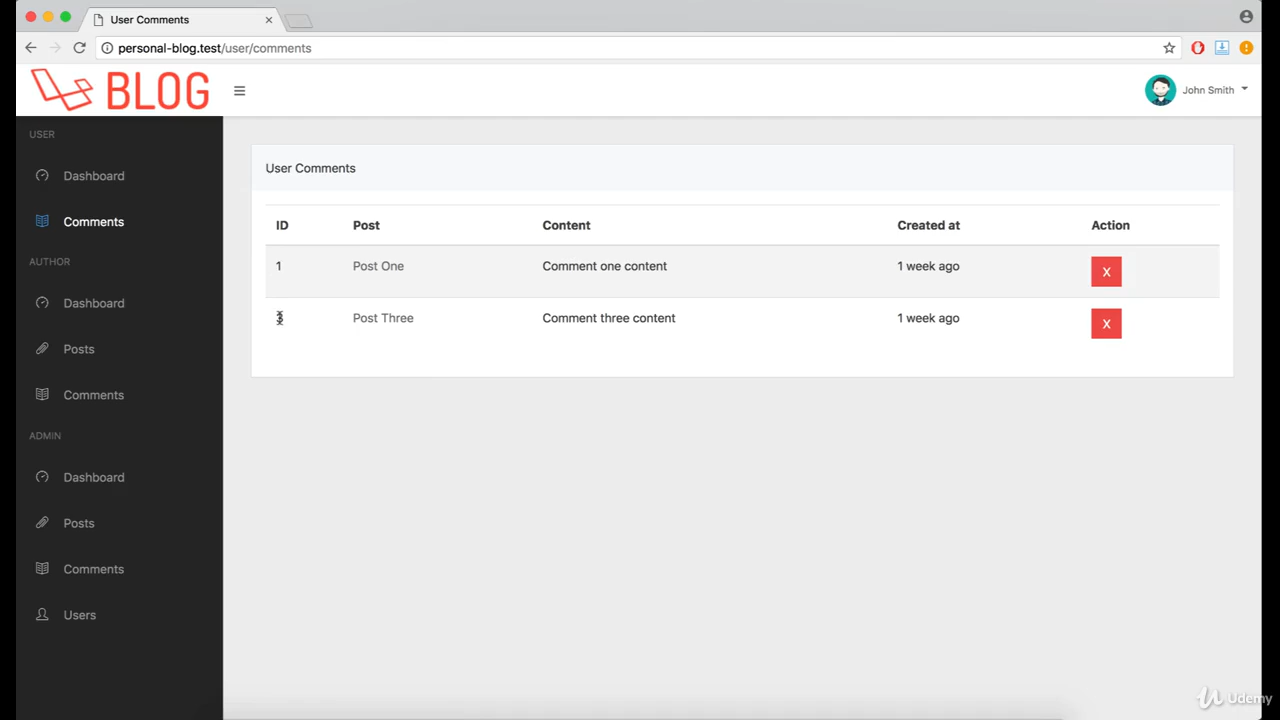 User Comments
personal-blog.test/user/comments
BLOG
John Smith
USER
Dashboard
Comments
AUTHOR
Dashboard
Posts
Comments
ADMIN
Dashboard
Posts
Comments
Users
User Comments
ID Post Content Created at Action
1 Post One Comment one content 1 week ago X
3 Post Three Comment three content 1 week ago X
Udemy